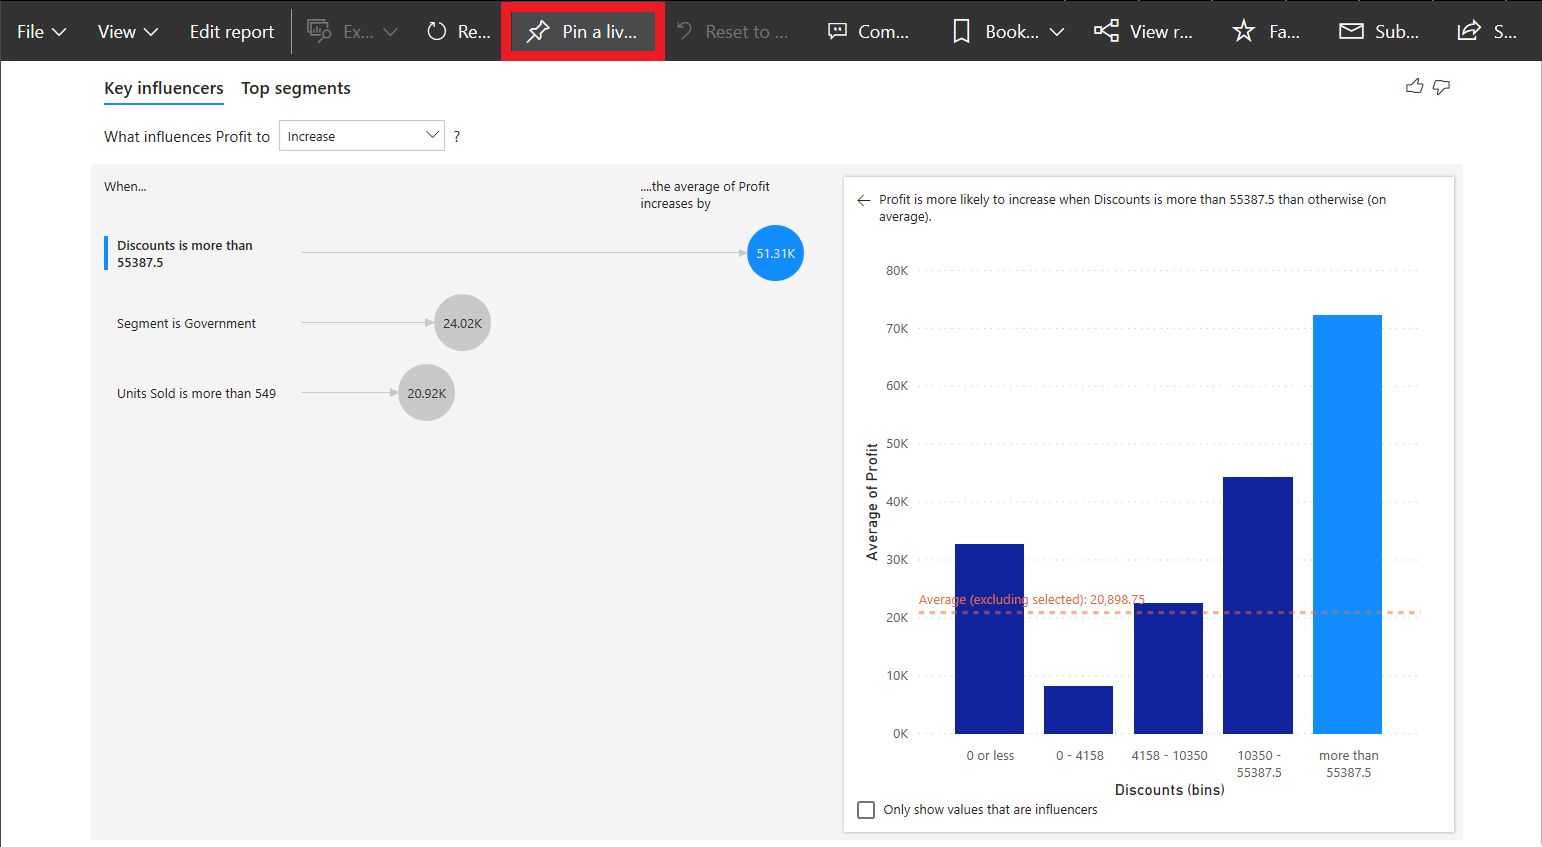 File View Edit report Ex... Re... Pin a liv... Reset to ... Com... Book... View r... Fa... Sub... S...
Key influencers Top segments
What influences Profit to Increase ?
When...
....the average of Profit
increases by
Discounts is more than
55387.5
51.31K
Segment is Government
24.02K
Units Sold is more than 549
20.92K
Profit is more likely to increase when Discounts is more than 55387.5 than otherwise (on
average).
80K
70K
60K
50K
40K
30K
20K
10K
0K
Average of Profit
Average (excluding selected): 20,898.75
0 or less
0 - 4158
4158 - 10350
10350 -
55387.5
more than
55387.5
Discounts (bins)
Only show values that are influencers